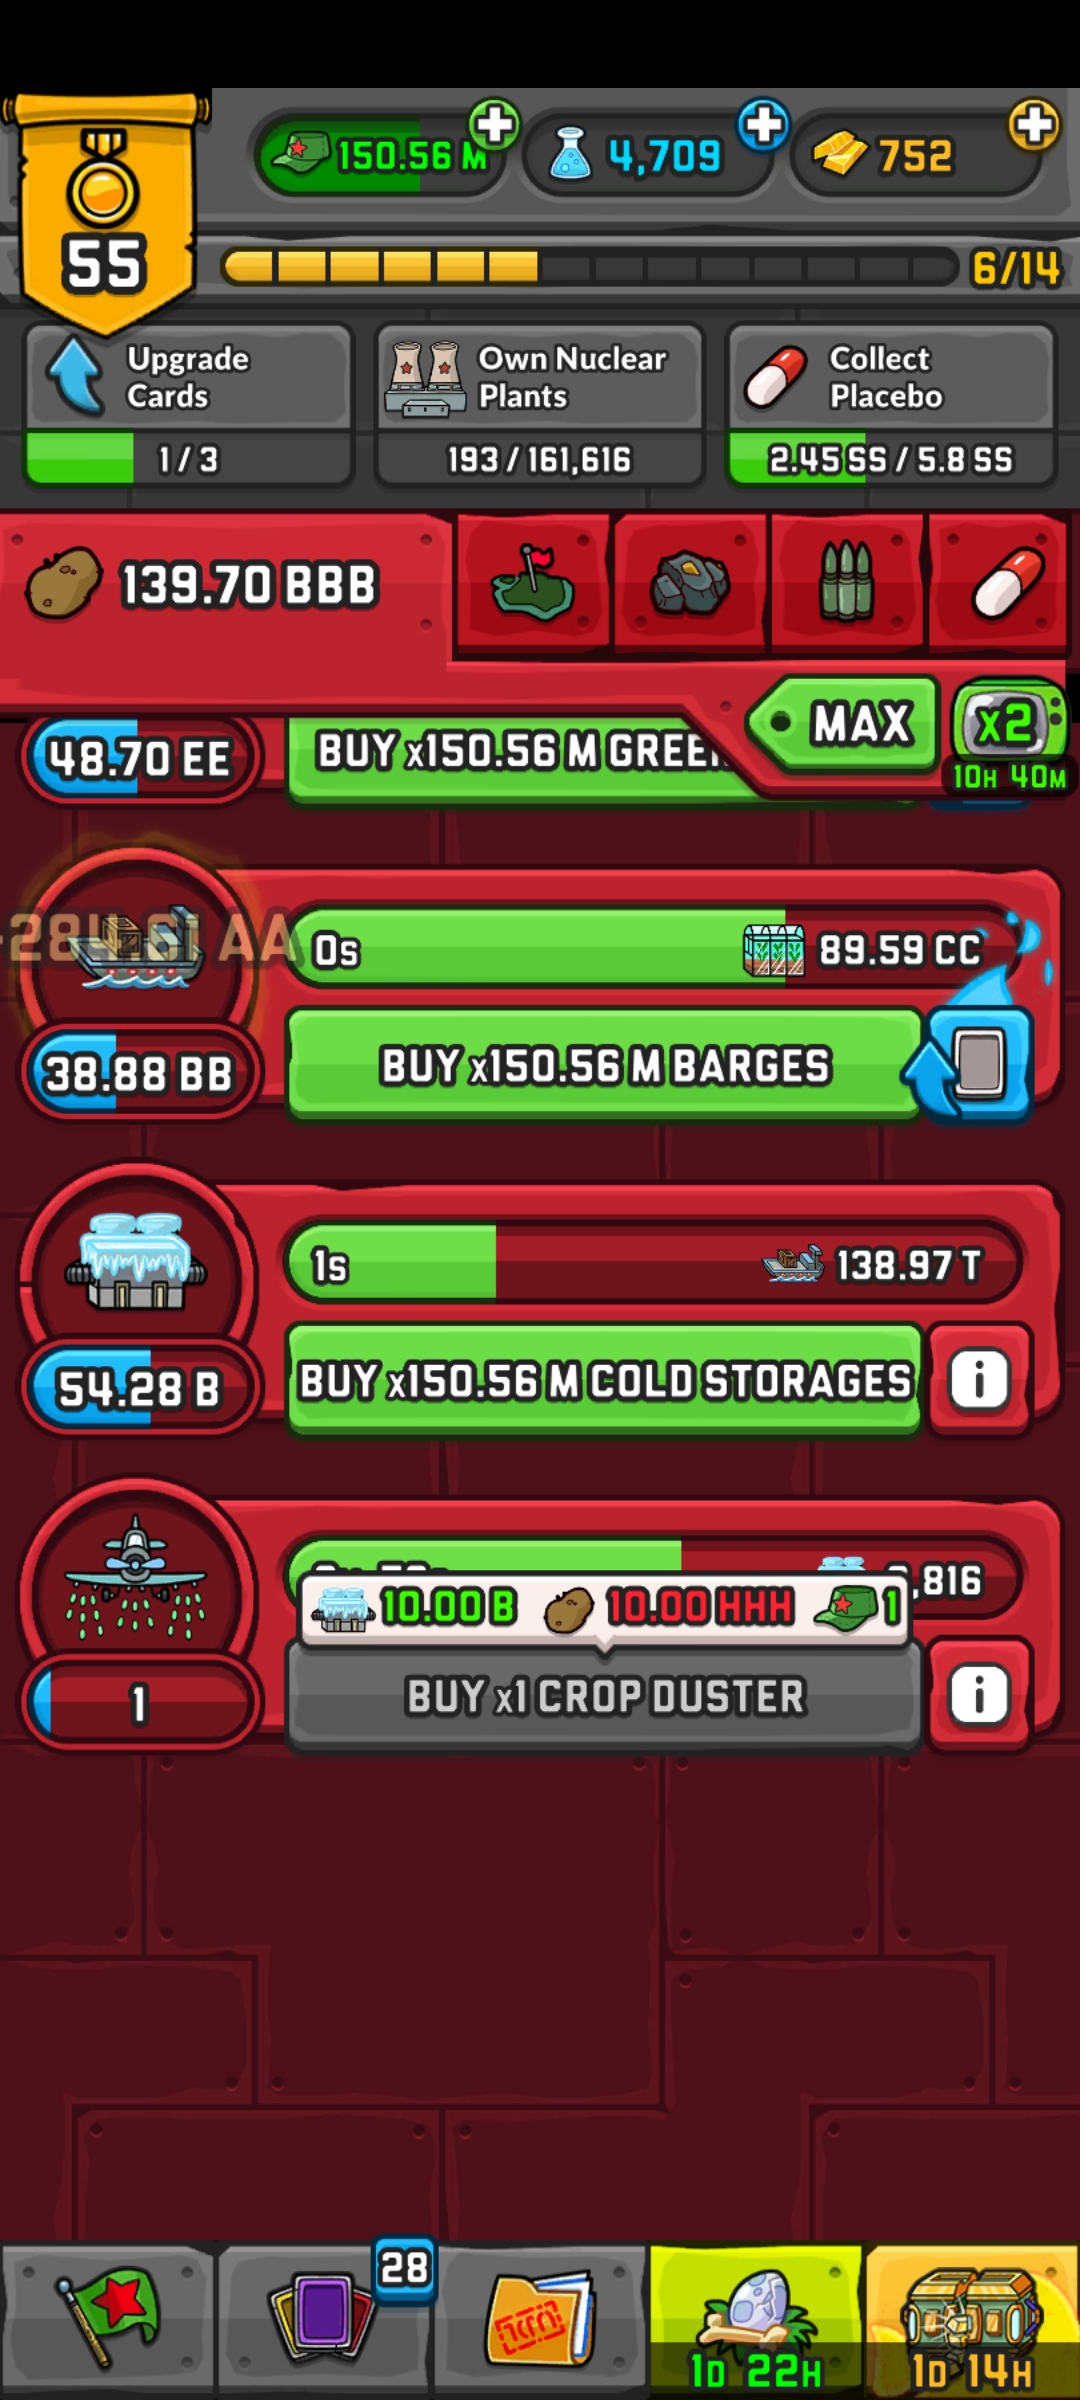 150.56 M
4,709
752
55
6/14
Upgrade
Cards
1 / 3
Own Nuclear
Plants
193 / 161,616
Collect
Placebo
2.45 SS / 5.8 SS
139.70 BBB
MAX
x2
10H 40M
48.70 EE
BUY x150.56 M GREE
AA
0s
89.59 CC
38.88 BB
BUY x150.56 M BARGES
1s
138.97 T
54.28 B
BUY x150.56 M COLD STORAGES
i
,816
10.00 B
10.00 HHH
1
1
BUY x1 CROP DUSTER
i
28
1D 22H
1D 14H